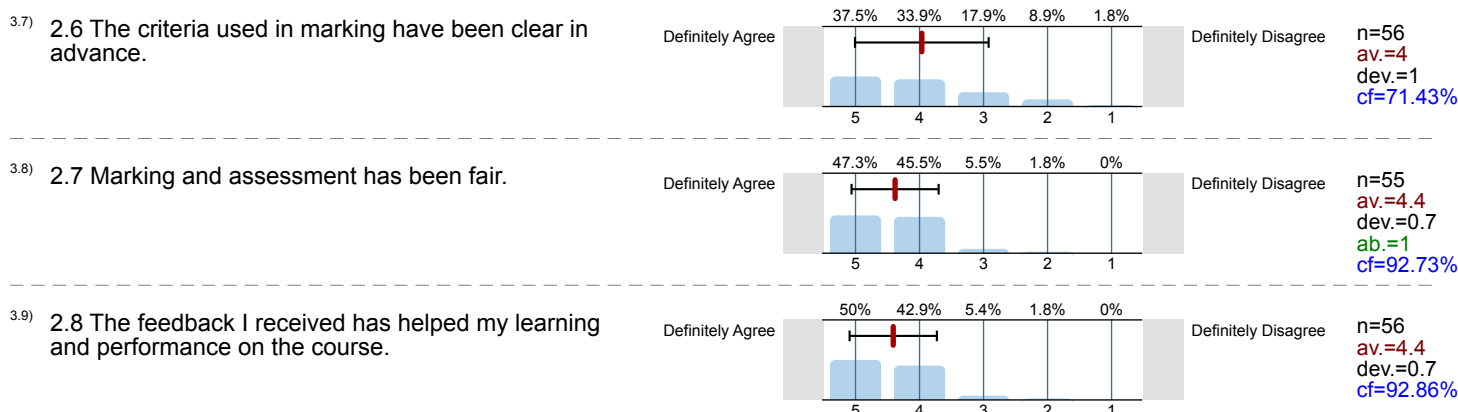 3.7) 2.6 The criteria used in marking have been clear in
advance.
Definitely Agree
37.5% 33.9% 17.9% 8.9% 1.8%
5 4 3 2 1
Definitely Disagree
n=56
av.=4
dev.=1
cf=71.43%
3.8) 2.7 Marking and assessment has been fair.
Definitely Agree
47.3% 45.5% 5.5% 1.8% 0%
5 4 3 2 1
Definitely Disagree
n=55
av.=4.4
dev.=0.7
ab.=1
cf=92.73%
3.9) 2.8 The feedback I received has helped my learning
and performance on the course.
Definitely Agree
50% 42.9% 5.4% 1.8% 0%
5 4 3 2 1
Definitely Disagree
n=56
av.=4.4
dev.=0.7
cf=92.86%